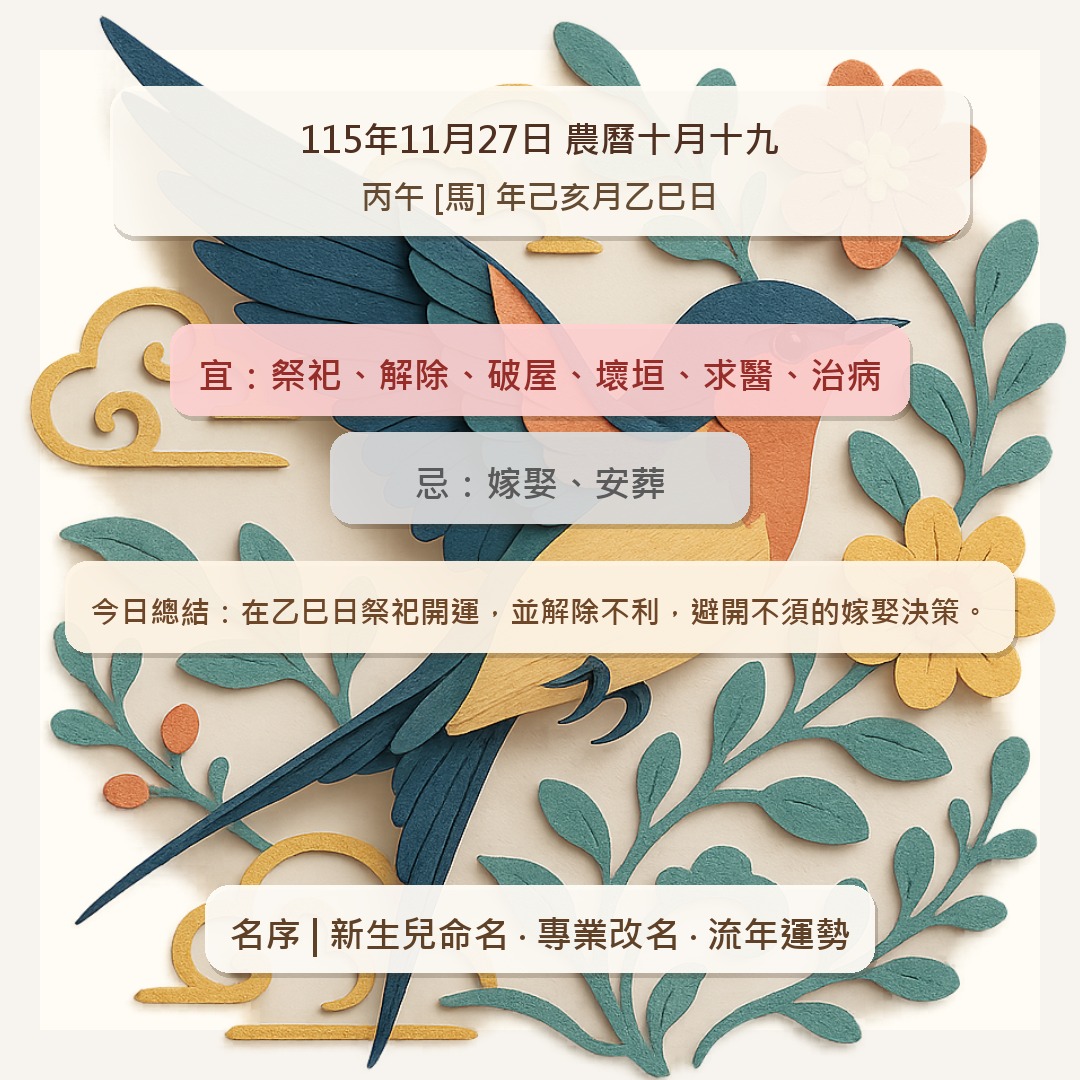 115年11月27日 農曆十月十九
丙午 [馬] 年己亥月乙巳日
宜：祭祀、解除、破屋、壞垣、求醫、治病
忌：嫁娶、安葬
今日總結：在乙巳日祭祀開運，並解除不利，避開不須的嫁娶決策。
名序 | 新生兒命名 · 專業改名 · 流年運勢